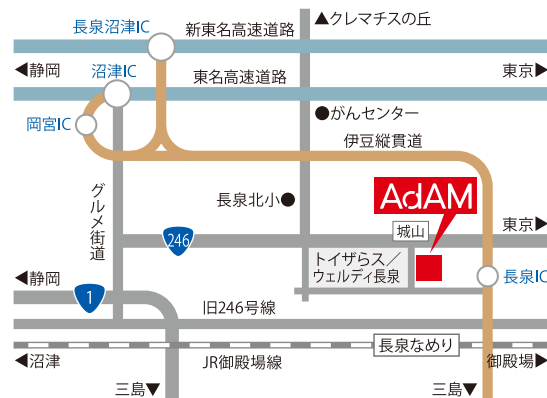 ▲クレマチスの丘
長泉沼津IC
新東名高速道路
◀静岡
沼津IC
東名高速道路
東京▶
岡宮IC
●がんセンター
伊豆縦貫道
グルメ街道
長泉北小●
AdAM
城山
東京▶
246
トイザらス／
ウェルディ長泉
◀静岡
長泉IC
1
旧246号線
長泉なめり
◀沼津
JR御殿場線
御殿場▶
三島▼
三島▼